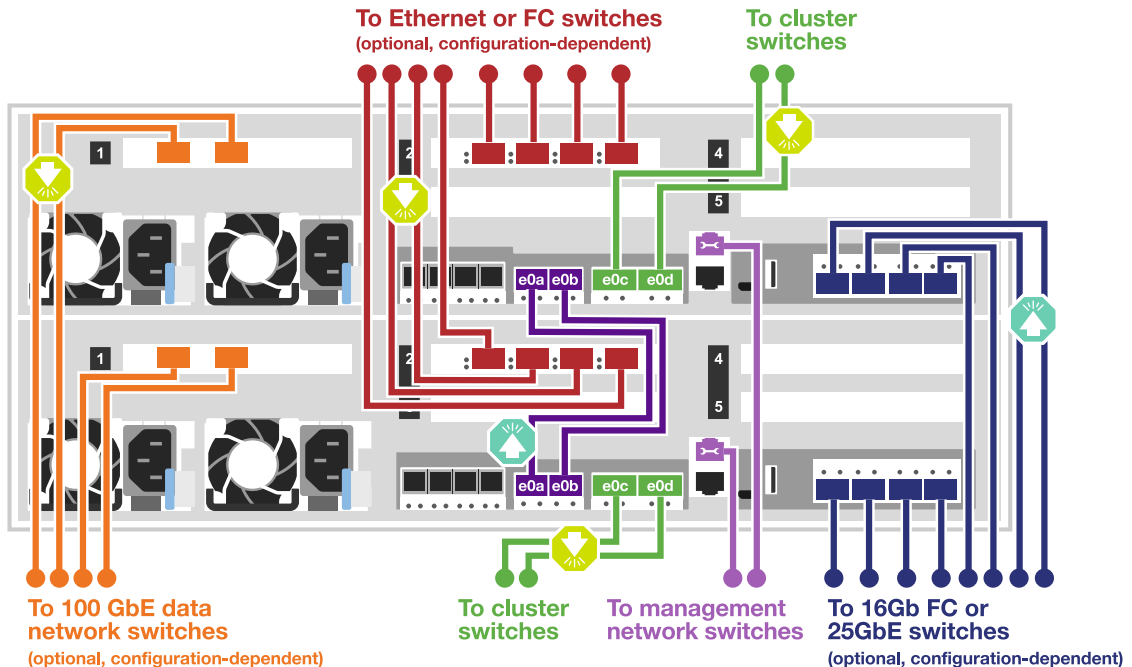 To Ethernet or FC switches
(optional, configuration-dependent)
To cluster
switches
1
2
4
5
e0a e0b e0c e0d
1
2
4
5
e0a e0b e0c e0d
To 100 GbE data
network switches
(optional, configuration-dependent)
To cluster
switches
To management
network switches
To 16Gb FC or
25GbE switches
(optional, configuration-dependent)